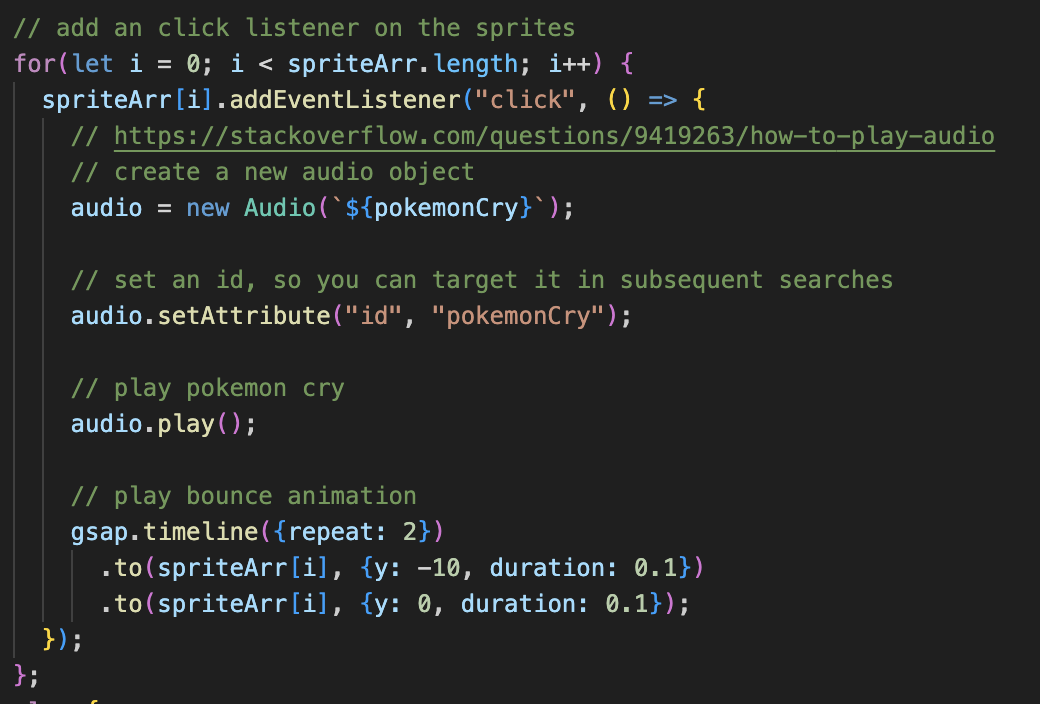 // add an click listener on the sprites
for(let i = 0; i < spriteArr.length; i++) {
spriteArr[i].addEventListener("click", () => {
// https://stackoverflow.com/questions/9419263/how-to-play-audio
// create a new audio object
audio = new Audio(`${pokemonCry}`);
// set an id, so you can target it in subsequent searches
audio.setAttribute("id", "pokemonCry");
// play pokemon cry
audio.play();
// play bounce animation
gsap.timeline({repeat: 2})
.to(spriteArr[i], {y: -10, duration: 0.1})
.to(spriteArr[i], {y: 0, duration: 0.1});
});
};